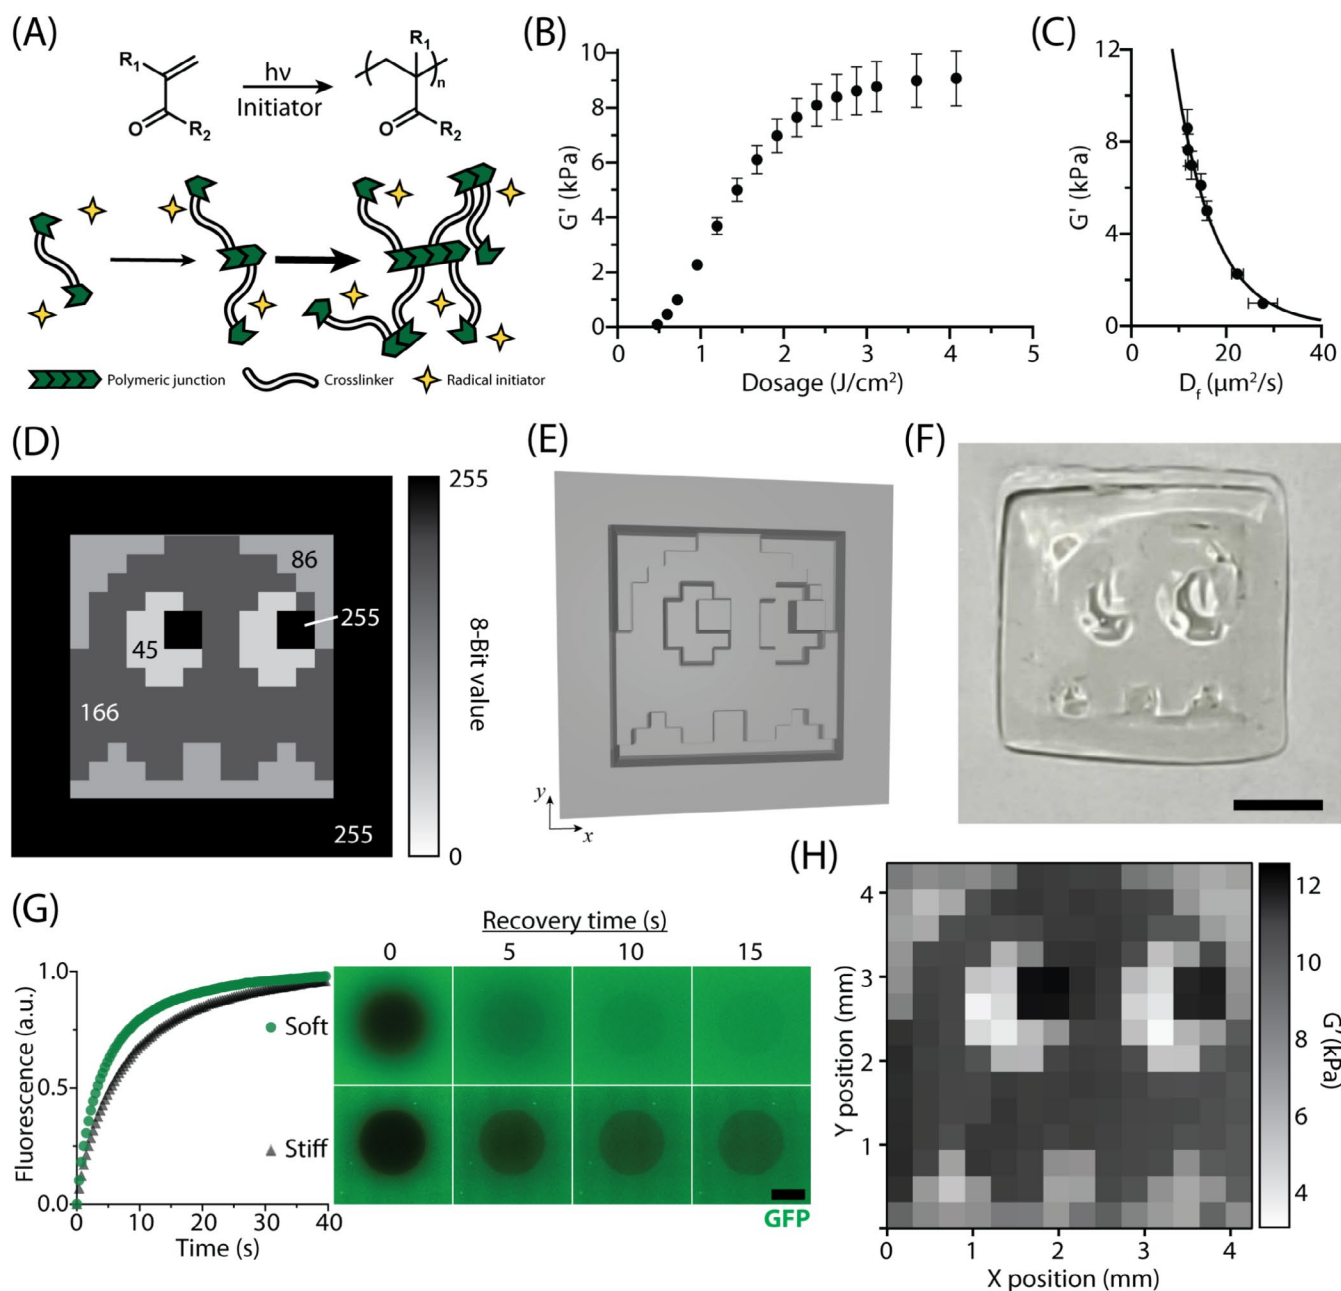 (A)
R1
O
R2
hν
Initiator
R1
n
O
R2
Polymeric junction
Crosslinker
Radical initiator
(B)
10
8
6
4
2
0
G' (kPa)
0 1 2 3 4 5
Dosage (J/cm²)
(C)
12
8
4
0
G' (kPa)
0 10 20 30 40
Df (μm²/s)
(D)
86
255
45
166
255
255
0
8-Bit value
(E)
y
x
(F)
(G)
1.0
0.5
0.0
Fluorescence (a.u.)
Soft
Stiff
0 10 20 30 40
Time (s)
Recovery time (s)
0 5 10 15
GFP
(H)
4
3
2
1
Y position (mm)
0 1 2 3 4
X position (mm)
12
10
8
6
4
G' (kPa)